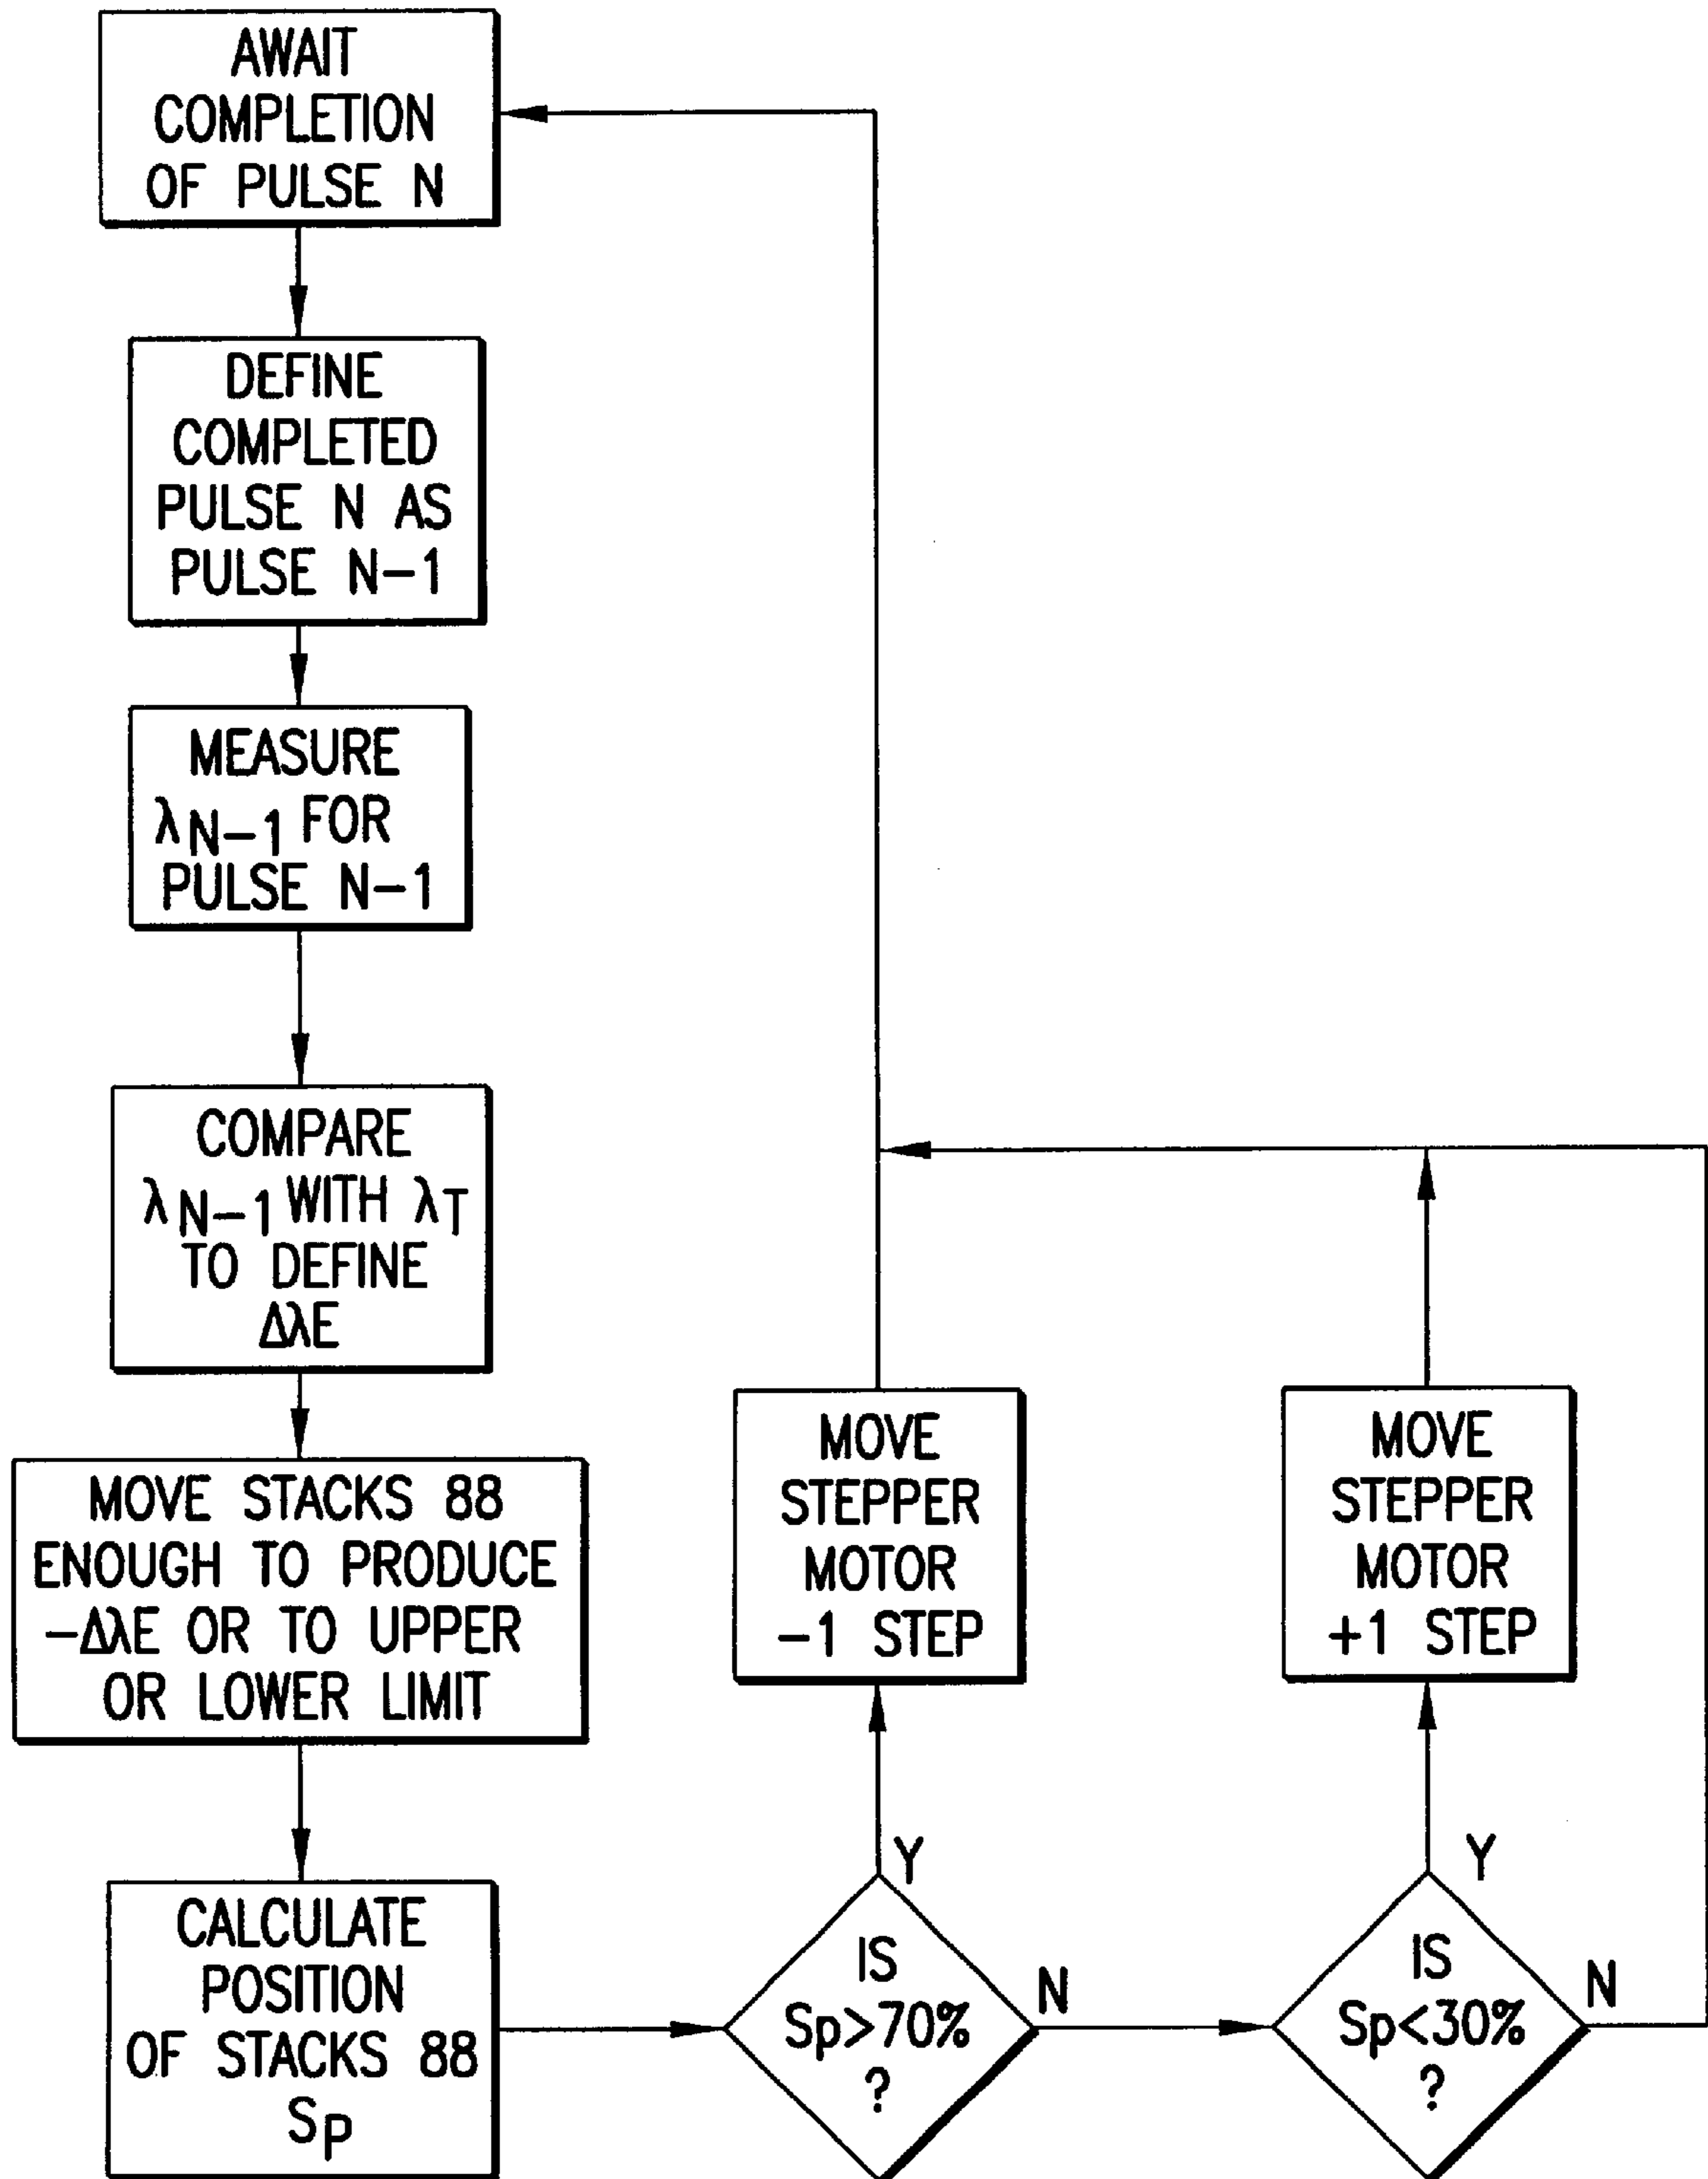 AWAIT
COMPLETION
OF PULSE N
DEFINE
COMPLETED
PULSE N AS
PULSE N-1
MEASURE
λN-1 FOR
PULSE N-1
COMPARE
λN-1 WITH λT
TO DEFINE
ΔλE
MOVE STACKS 88
ENOUGH TO PRODUCE
-ΔλE OR TO UPPER
OR LOWER LIMIT
CALCULATE
POSITION
OF STACKS 88
SP
IS
Sp>70%
?
Y
N
MOVE
STEPPER
MOTOR
-1 STEP
IS
Sp<30%
?
Y
N
MOVE
STEPPER
MOTOR
+1 STEP